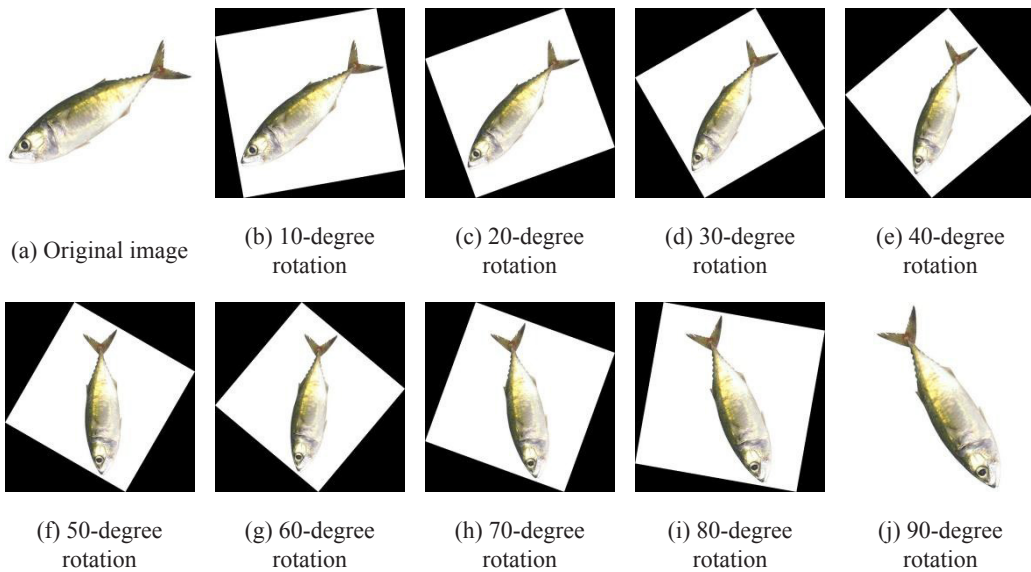 (a) Original image
(b) 10-degree
rotation
(c) 20-degree
rotation
(d) 30-degree
rotation
(e) 40-degree
rotation
(f) 50-degree
rotation
(g) 60-degree
rotation
(h) 70-degree
rotation
(i) 80-degree
rotation
(j) 90-degree
rotation